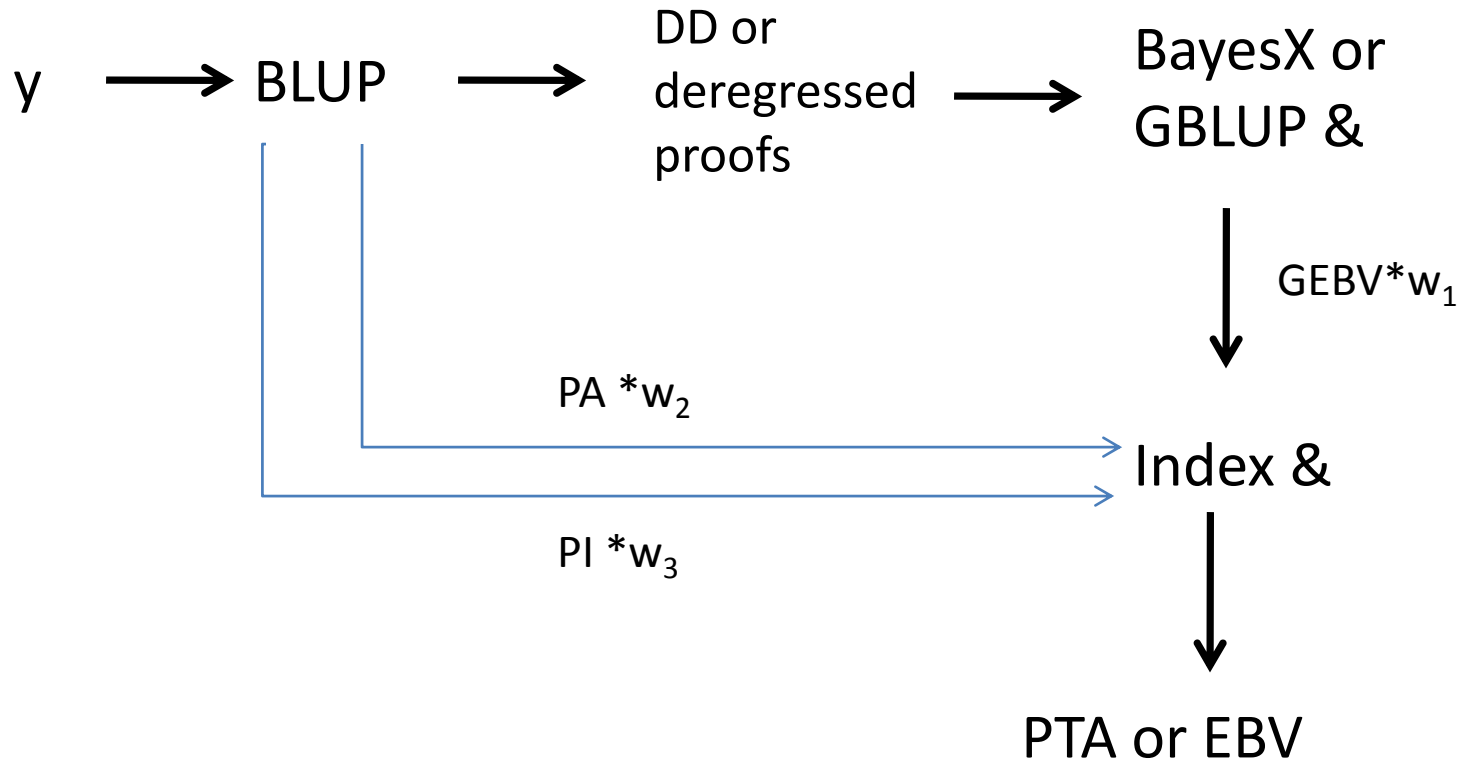 y
BLUP
DD or
deregressed
proofs
BayesX or
GBLUP &
GEBV*w₁
PA *w₂
Index &
PI *w₃
PTA or EBV